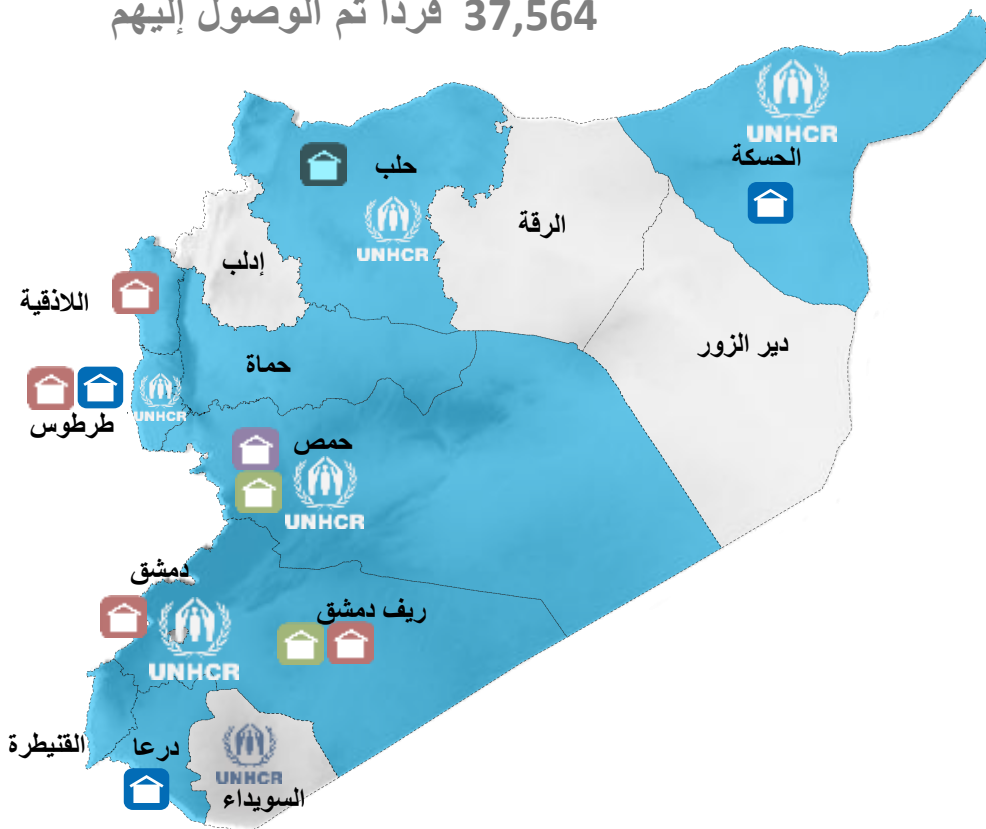 37,564 فردا تم الوصول إليهم
UNHCR
الحسكة
حلب
UNHCR
الرقة
إدلب
اللاذقية
دير الزور
حماة
طرطوس
UNHCR
حمص
UNHCR
دمشق
ريف دمشق
UNHCR
القنيطرة
درعا
UNHCR
السويداء